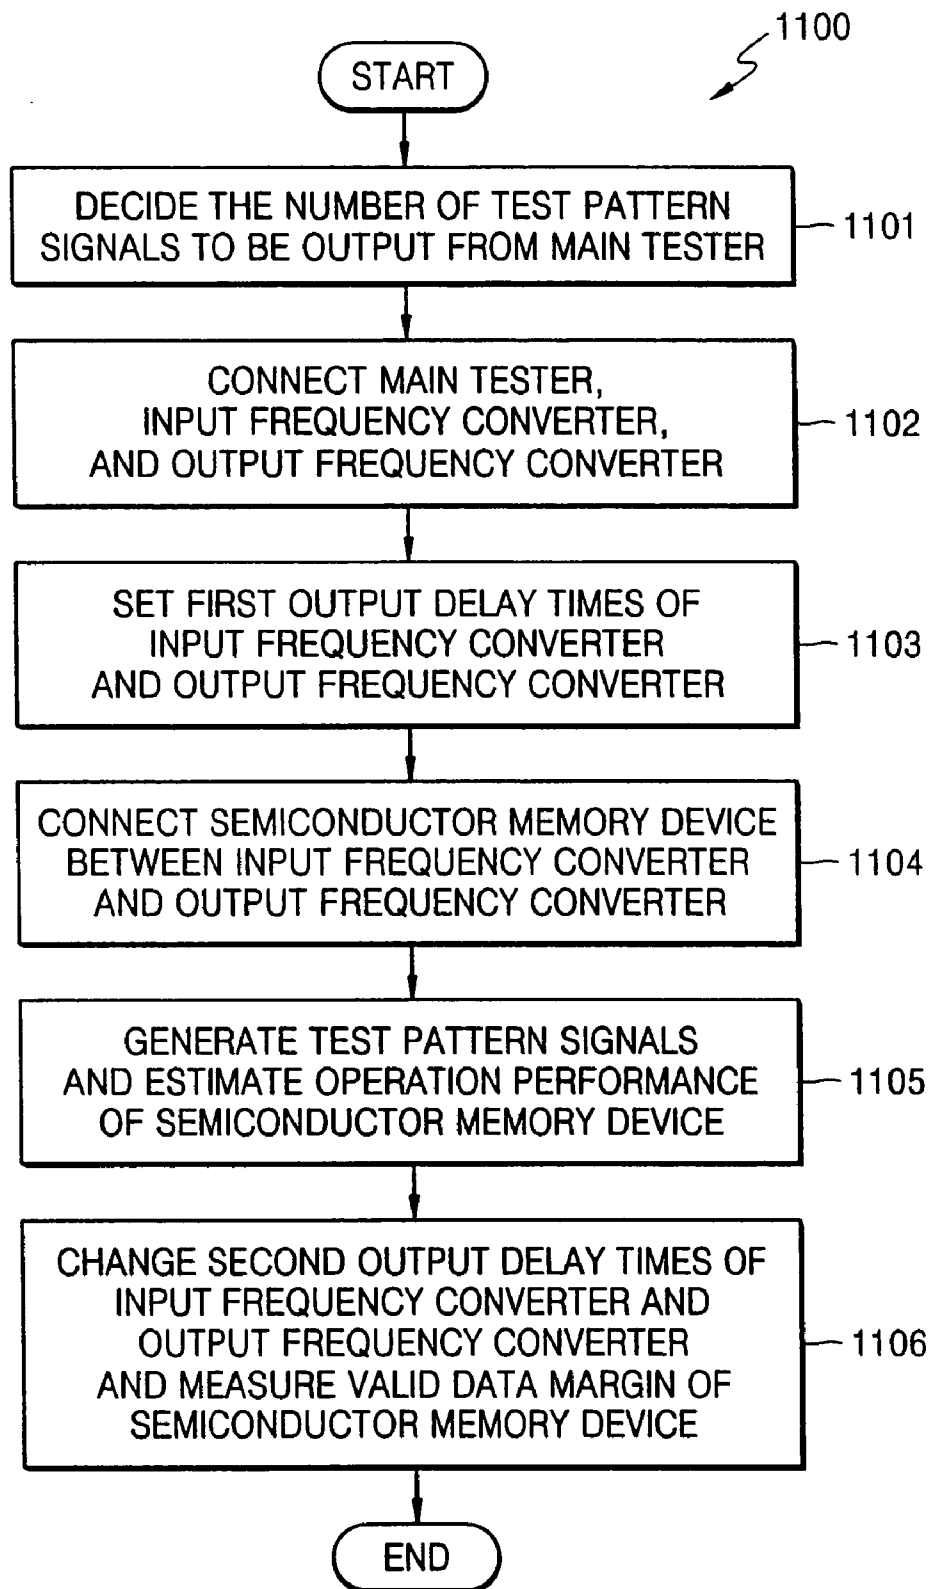 1100
START
DECIDE THE NUMBER OF TEST PATTERN
SIGNALS TO BE OUTPUT FROM MAIN TESTER
1101
CONNECT MAIN TESTER,
INPUT FREQUENCY CONVERTER,
AND OUTPUT FREQUENCY CONVERTER
1102
SET FIRST OUTPUT DELAY TIMES OF
INPUT FREQUENCY CONVERTER
AND OUTPUT FREQUENCY CONVERTER
1103
CONNECT SEMICONDUCTOR MEMORY DEVICE
BETWEEN INPUT FREQUENCY CONVERTER
AND OUTPUT FREQUENCY CONVERTER
1104
GENERATE TEST PATTERN SIGNALS
AND ESTIMATE OPERATION PERFORMANCE
OF SEMICONDUCTOR MEMORY DEVICE
1105
CHANGE SECOND OUTPUT DELAY TIMES OF
INPUT FREQUENCY CONVERTER AND
OUTPUT FREQUENCY CONVERTER
AND MEASURE VALID DATA MARGIN OF
SEMICONDUCTOR MEMORY DEVICE
1106
END